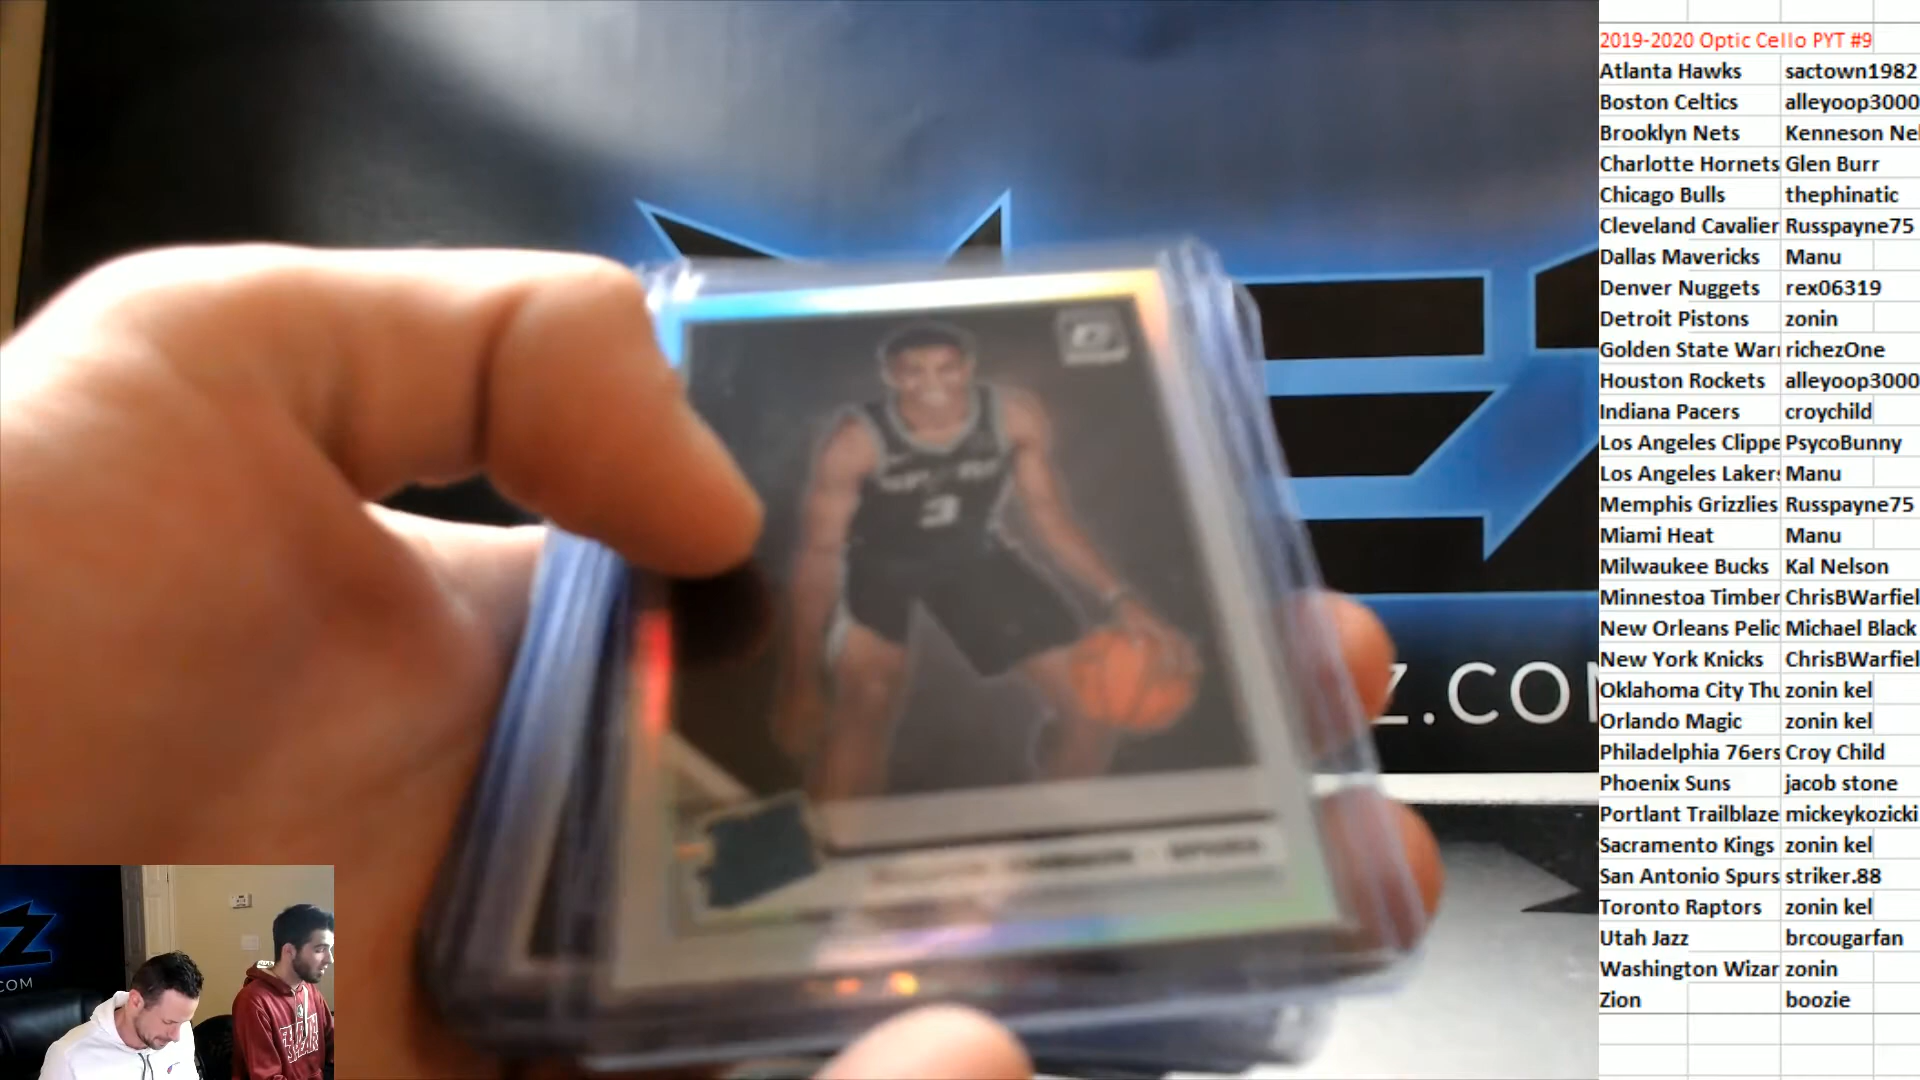 2019-2020 Optic Cello PYT #9
Atlanta Hawks sactown1982
Boston Celtics alleyoop3000
Brooklyn Nets Kenneson Nel
Charlotte Hornets Glen Burr
Chicago Bulls thephinatic
Cleveland Cavalier Russpayne75
Dallas Mavericks Manu
Denver Nuggets rex06319
Detroit Pistons zonin
Golden State Warr richezOne
Houston Rockets alleyoop3000
Indiana Pacers croychild
Los Angeles Clippe PsycoBunny
Los Angeles Lakers Manu
Memphis Grizzlies Russpayne75
Miami Heat Manu
Milwaukee Bucks Kal Nelson
Minnestoa Timber ChrisBWarfiel
New Orleans Pelic Michael Black
New York Knicks ChrisBWarfiel
Oklahoma City Thu zonin kel
Orlando Magic zonin kel
Philadelphia 76ers Croy Child
Phoenix Suns jacob stone
Portlant Trailblaze mickeykozicki
Sacramento Kings zonin kel
San Antonio Spurs striker.88
Toronto Raptors zonin kel
Utah Jazz brcougarfan
Washington Wizar zonin
Zion boozie
3
Z.CO
Z
COM